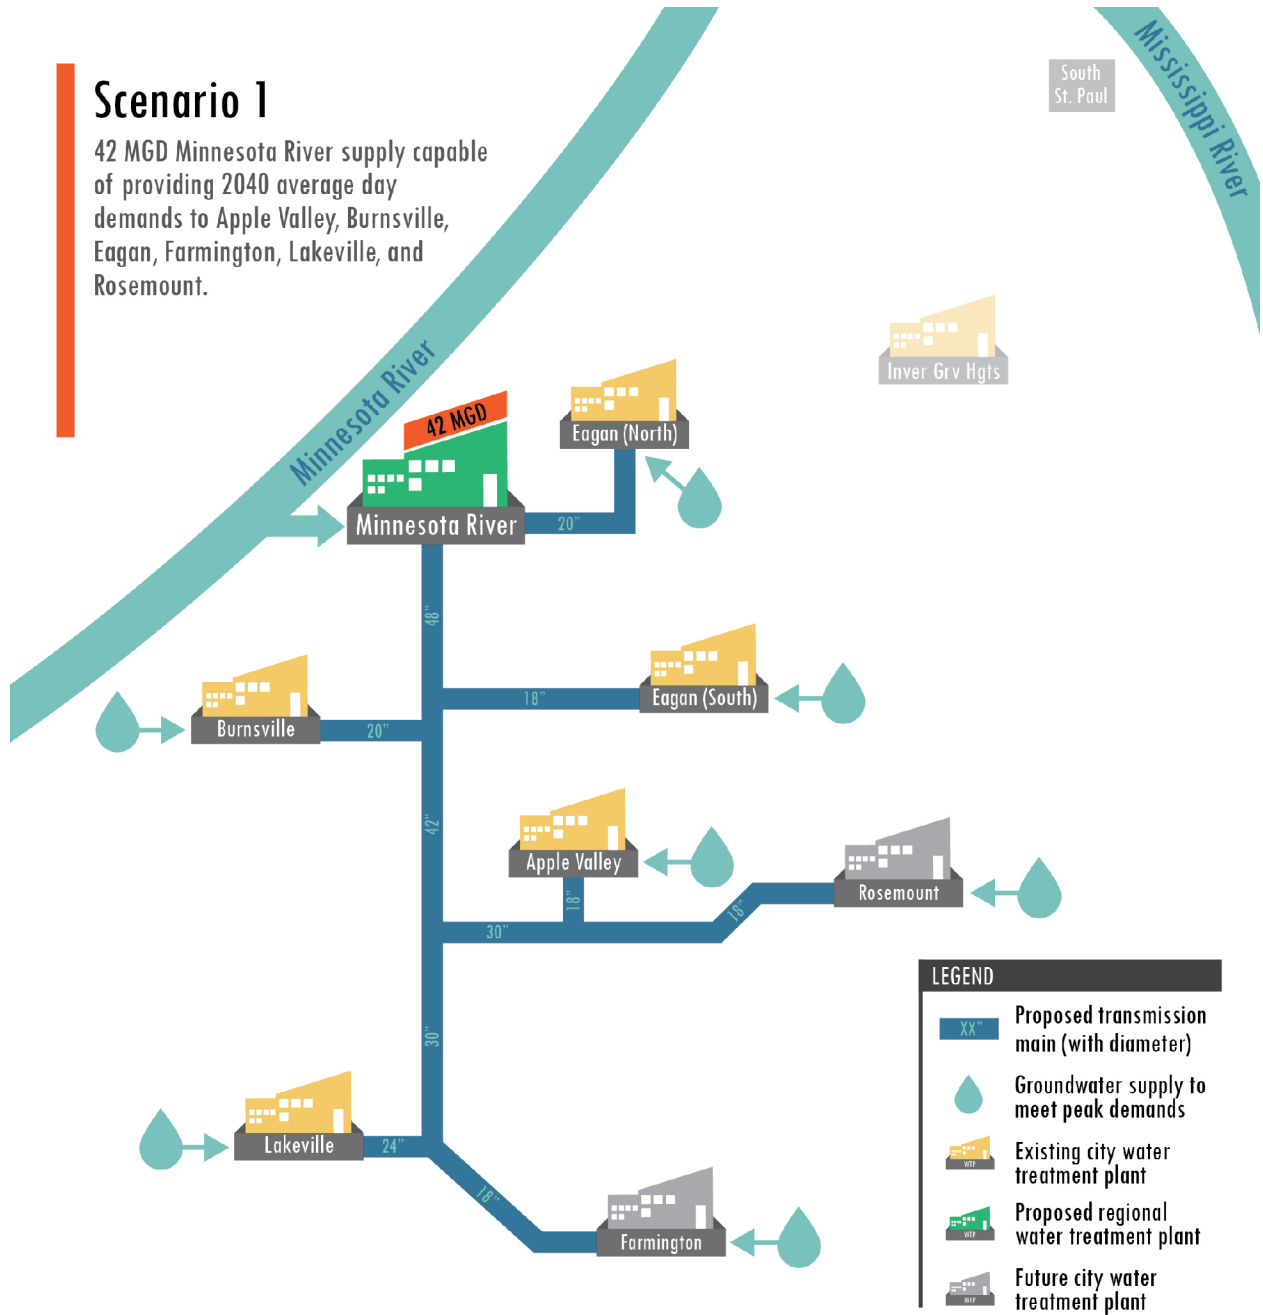 Scenario 1
42 MGD Minnesota River supply capable
of providing 2040 average day
demands to Apple Valley, Burnsville,
Eagan, Farmington, Lakeville, and
Rosemount.
South
St. Paul
Mississippi River
Minnesota River
Inver Grv Hgts
42 MGD
Eagan (North)
Minnesota River
20"
48"
Eagan (South)
18"
Burnsville
20"
42"
Apple Valley
18"
Rosemount
18"
30"
30"
Lakeville
24"
18"
Farmington
LEGEND
XX"
Proposed transmission
main (with diameter)
Groundwater supply to
meet peak demands
WTP
Existing city water
treatment plant
WTP
Proposed regional
water treatment plant
WTP
Future city water
treatment plant